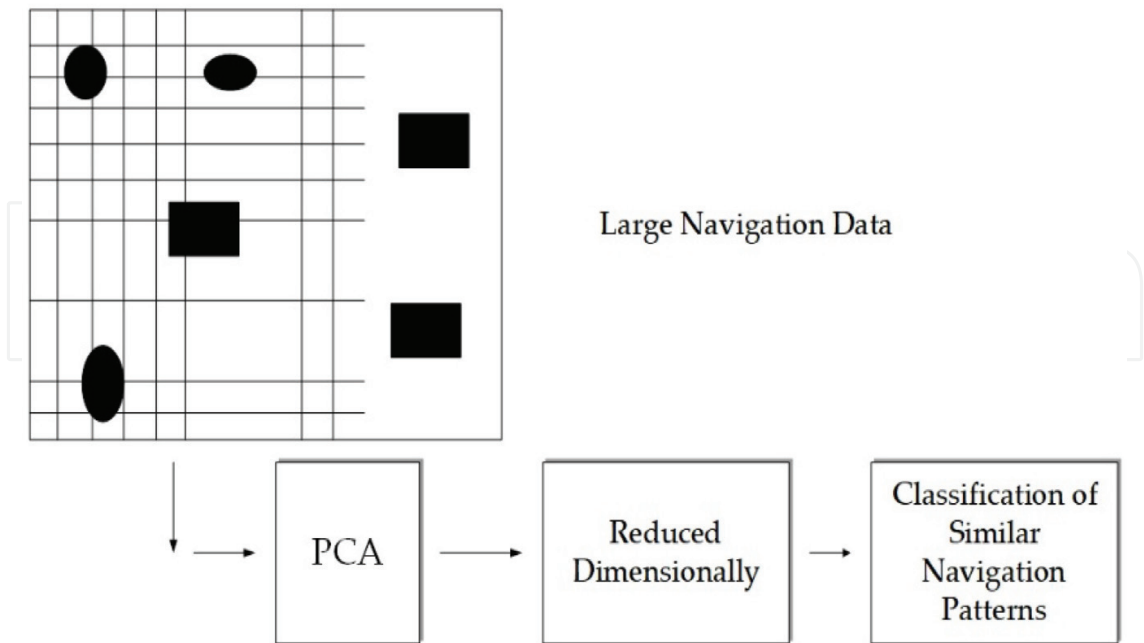 Large Navigation Data
PCA
Reduced
Dimensionally
Classification of
Similar
Navigation
Patterns